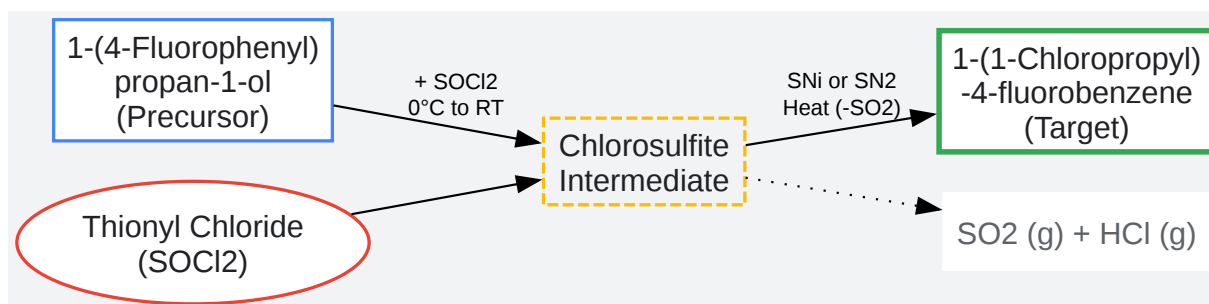 1-(4-Fluorophenyl)
propan-1-ol
(Precursor)
+ SOCl2
0°C to RT
Thionyl Chloride
(SOCl2)
Chlorosulfite
Intermediate
SNi or SN2
Heat (-SO2)
1-(1-Chloropropyl)
-4-fluorobenzene
(Target)
SO2 (g) + HCl (g)